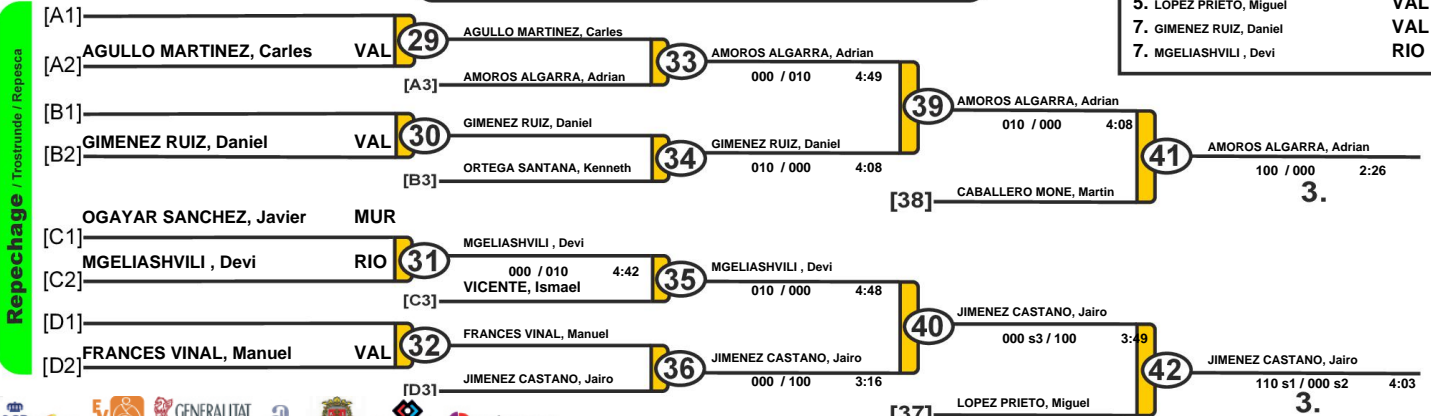 5. LOPEZ PRIETO, Miguel VAL
7. GIMENEZ RUIZ, Daniel VAL
7. MGELIASHVILI , Devi RIO
Repechage / Trostrunde / Repesca
[A1]
[A2] AGULLO MARTINEZ, Carles VAL
29
AGULLO MARTINEZ, Carles
[A3] AMOROS ALGARRA, Adrian
33
AMOROS ALGARRA, Adrian
000 / 010 4:49
[B1]
[B2] GIMENEZ RUIZ, Daniel VAL
30
GIMENEZ RUIZ, Daniel
[B3] ORTEGA SANTANA, Kenneth
34
GIMENEZ RUIZ, Daniel
010 / 000 4:08
39
AMOROS ALGARRA, Adrian
010 / 000 4:08
[38] CABALLERO MONE, Martin
41
AMOROS ALGARRA, Adrian
100 / 000 2:26
3.
OGAYAR SANCHEZ, Javier MUR
[C1]
[C2] MGELIASHVILI , Devi RIO
31
MGELIASHVILI , Devi
000 / 010 4:42
[C3] VICENTE, Ismael
35
MGELIASHVILI , Devi
010 / 000 4:48
[D1]
[D2] FRANCES VINAL, Manuel VAL
32
FRANCES VINAL, Manuel
[D3] JIMENEZ CASTANO, Jairo
36
JIMENEZ CASTANO, Jairo
000 / 100 3:16
40
JIMENEZ CASTANO, Jairo
000 s3 / 100 3:49
[37] LOPEZ PRIETO, Miguel
42
JIMENEZ CASTANO, Jairo
110 s1 / 000 s2 4:03
3.
GENERALITAT